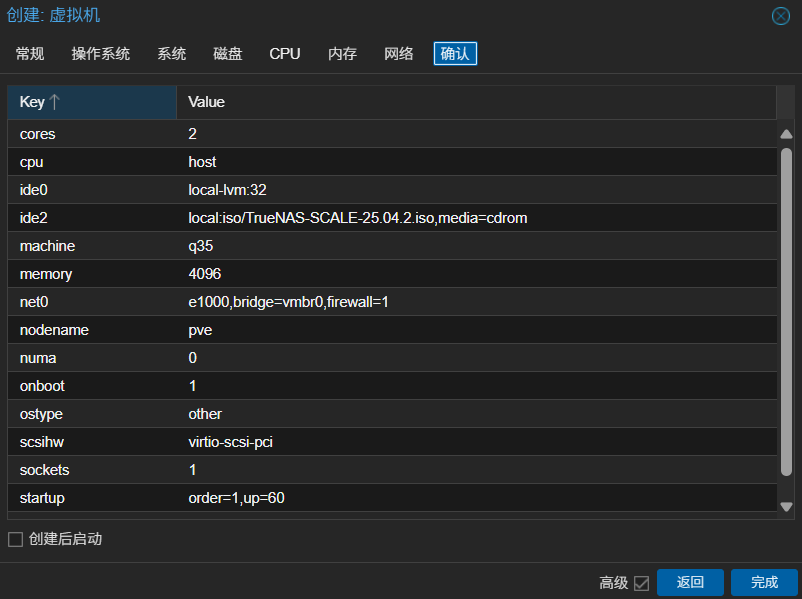 创建: 虚拟机
常规 操作系统 系统 磁盘 CPU 内存 网络 确认
Key Value
cores 2
cpu host
ide0 local-lvm:32
ide2 local:iso/TrueNAS-SCALE-25.04.2.iso,media=cdrom
machine q35
memory 4096
net0 e1000,bridge=vmbr0,firewall=1
nodename pve
numa 0
onboot 1
ostype other
scsihw virtio-scsi-pci
sockets 1
startup order=1,up=60
创建后启动
高级 返回 完成